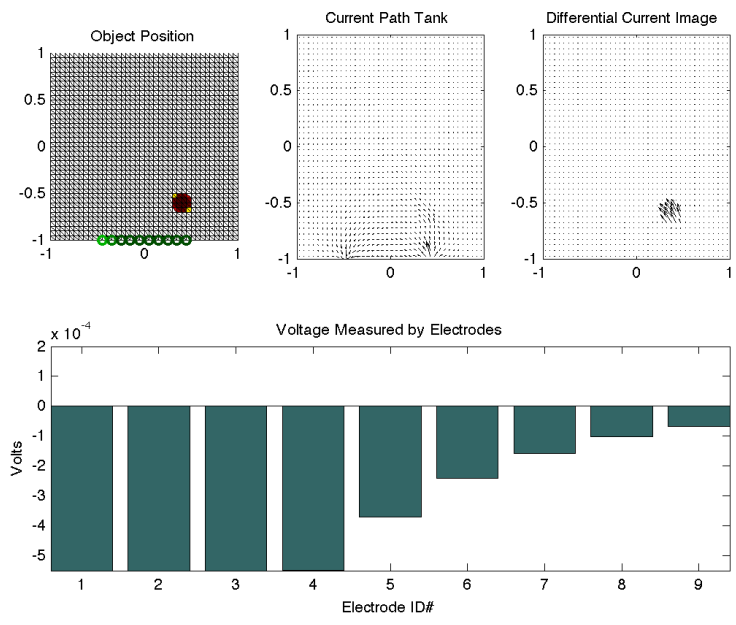 Object Position
Current Path Tank
Differential Current Image
1
0.5
0
-0.5
-1
-1 0 1
1
0.5
0
-0.5
-1
-1 0 1
1
0.5
0
-0.5
-1
-1 0 1
Voltage Measured by Electrodes
x 10^-4
2
1
0
-1
-2
-3
-4
-5
Volts
1 2 3 4 5 6 7 8 9
Electrode ID#